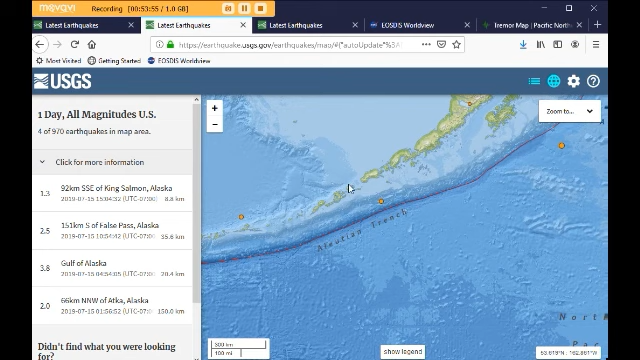 movavi
Recording
(53:55 / 1.0 GB)
Latest Earthquakes
Latest Earthquakes
Latest Earthquakes
EOSDIS Worldview
Tremor Map | Pacific North
https://earthquake.usgs.gov/earthquakes/map/#{"autoUpdate"%3A
Most Visited
Getting Started
EOSDIS Worldview
USGS
1 Day, All Magnitudes U.S.
4 of 970 earthquakes in map area.
Click for more information
1.3
92km SSE of King Salmon, Alaska
2019-07-15 15:04:32 (UTC-07:00
8.8 km
2.5
151km S of False Pass, Alaska
2019-07-15 10:54:42 (UTC-07:00
35.6 km
3.8
Gulf of Alaska
2019-07-15 04:54:05 (UTC-07:00
20.4 km
2.0
66km NNW of Atka, Alaska
2019-07-15 01:56:52 (UTC-07:00
150.0 km
Didn't find what you were looking
for?
+
−
Zoom to...
Aleutian Trench
North
Pac
300 km
100 mi
show legend